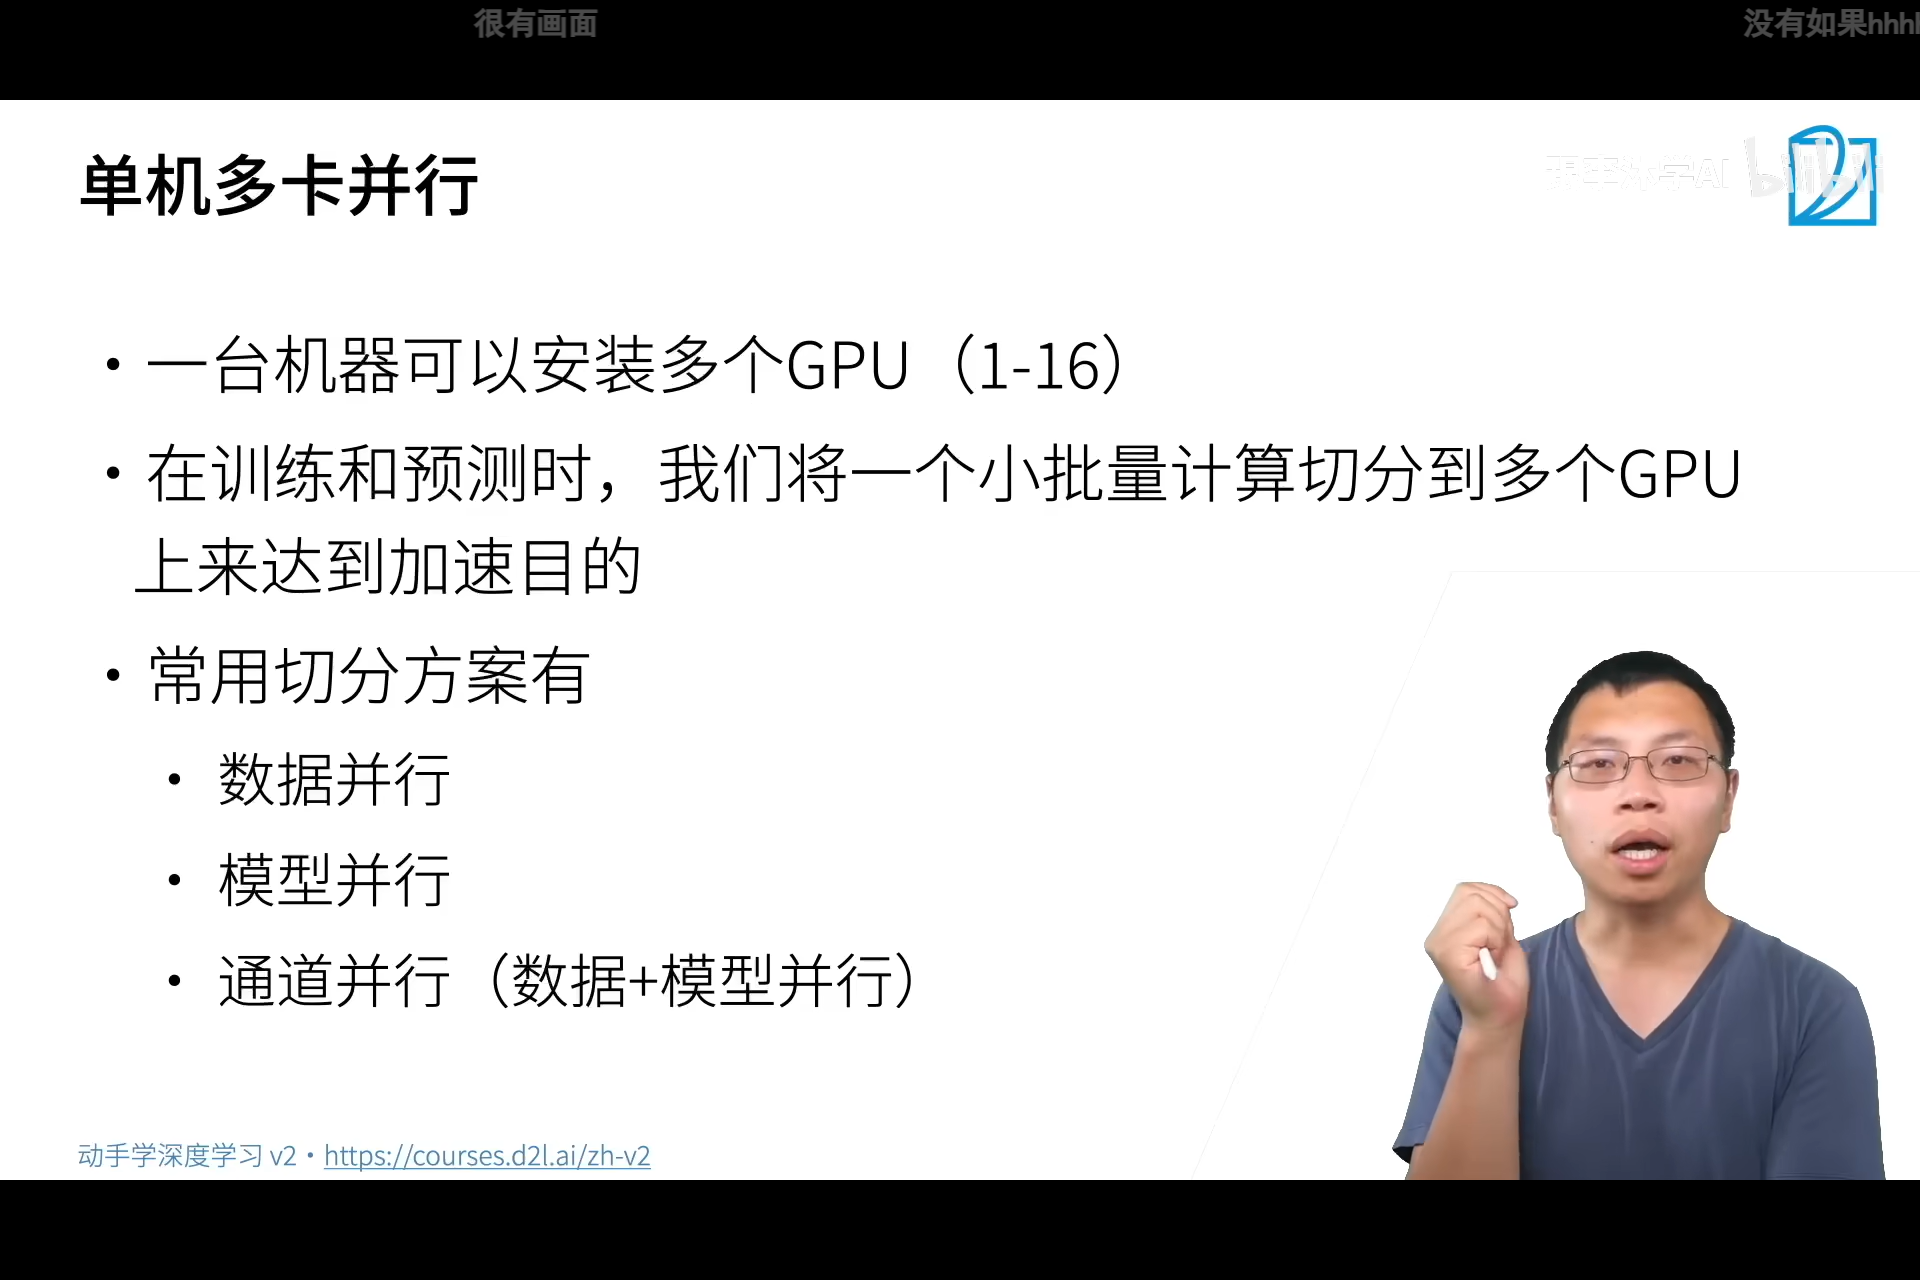 很有画面
没有如果hhh
单机多卡并行
跟李沐学AI bilibili
• 一台机器可以安装多个GPU（1-16）
• 在训练和预测时，我们将一个小批量计算切分到多个GPU
上来达到加速目的
• 常用切分方案有
• 数据并行
• 模型并行
• 通道并行（数据+模型并行）
动手学深度学习 v2 • https://courses.d2l.ai/zh-v2